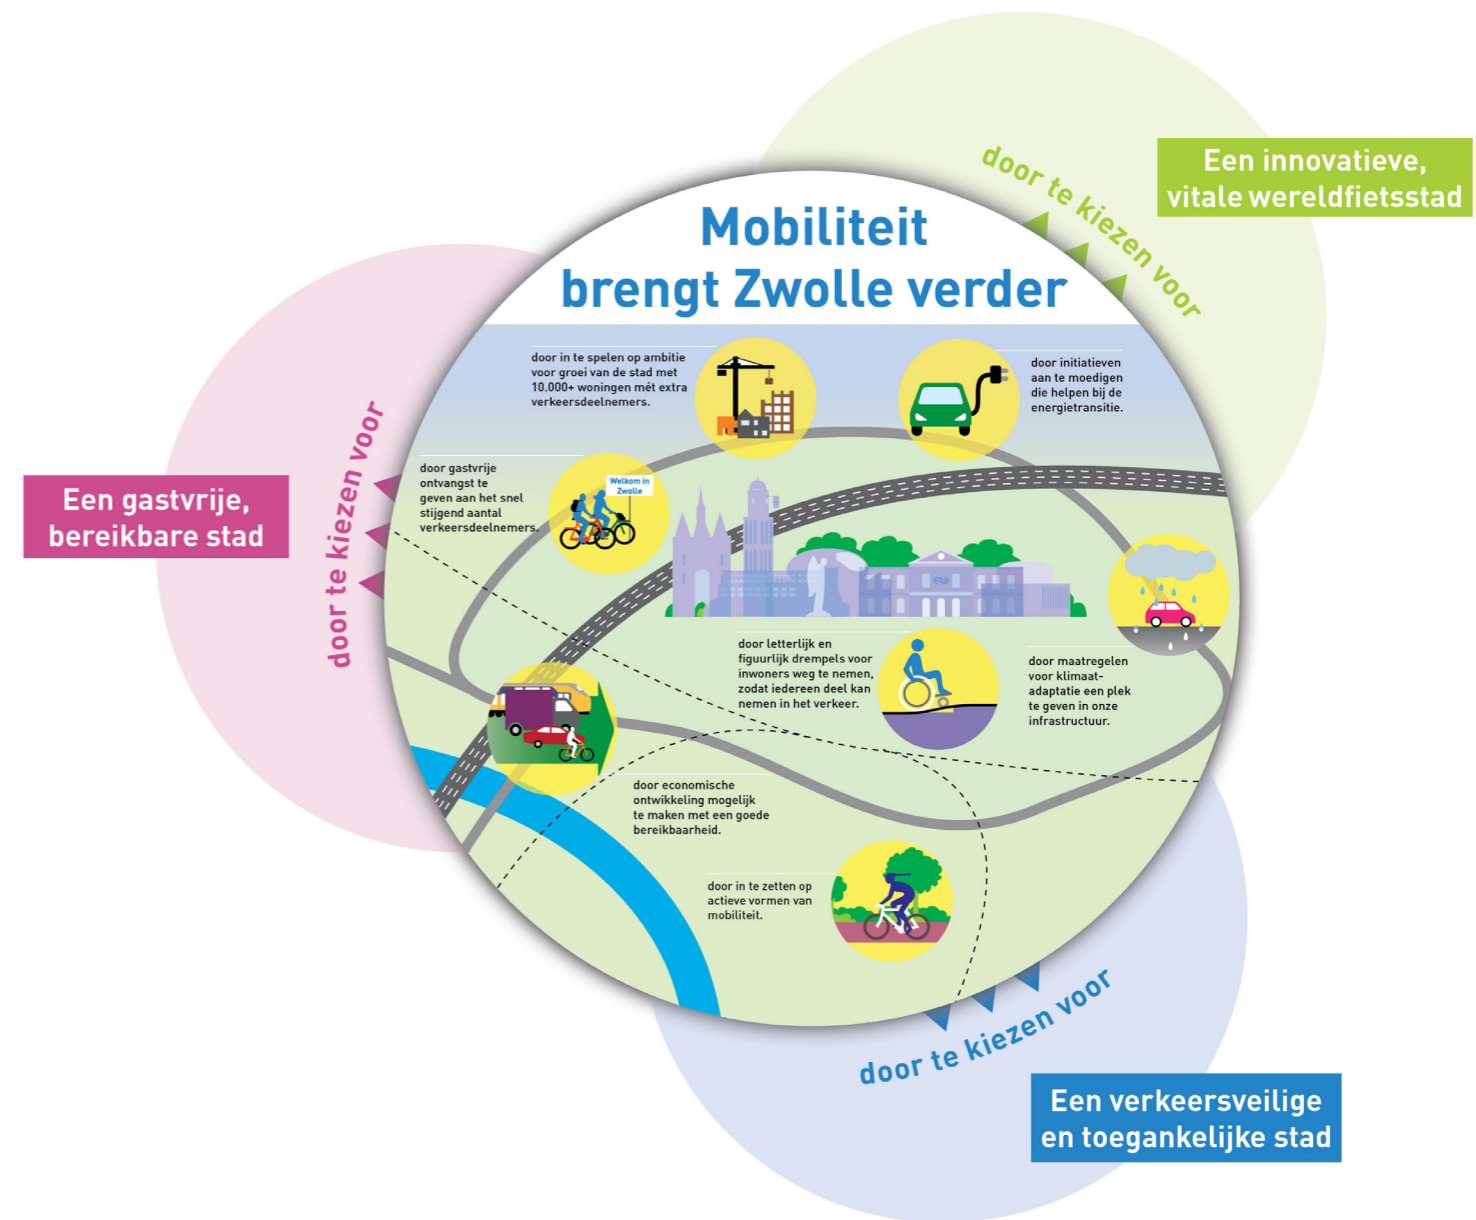 Mobiliteit
brengt Zwolle verder
door te kiezen voor
Een innovatieve,
vitale wereldfietsstad
door te kiezen voor
Een gastvrije,
bereikbare stad
door in te spelen op ambitie
voor groei van de stad met
10.000+ woningen mét extra
verkeersdeelnemers.
door initiatieven
aan te moedigen
die helpen bij de
energietransitie.
door gastvrije
ontvangst te
geven aan het snel
stijgend aantal
verkeersdeelnemers.
Welkom in
Zwolle
door letterlijk en
figuurlijk drempels voor
inwoners weg te nemen,
zodat iedereen deel kan
nemen in het verkeer.
door maatregelen
voor klimaat-
adaptatie een plek
te geven in onze
infrastructuur.
door economische
ontwikkeling mogelijk
te maken met een goede
bereikbaarheid.
door in te zetten op
actieve vormen van
mobiliteit.
door te kiezen voor
Een verkeersveilige
en toegankelijke stad